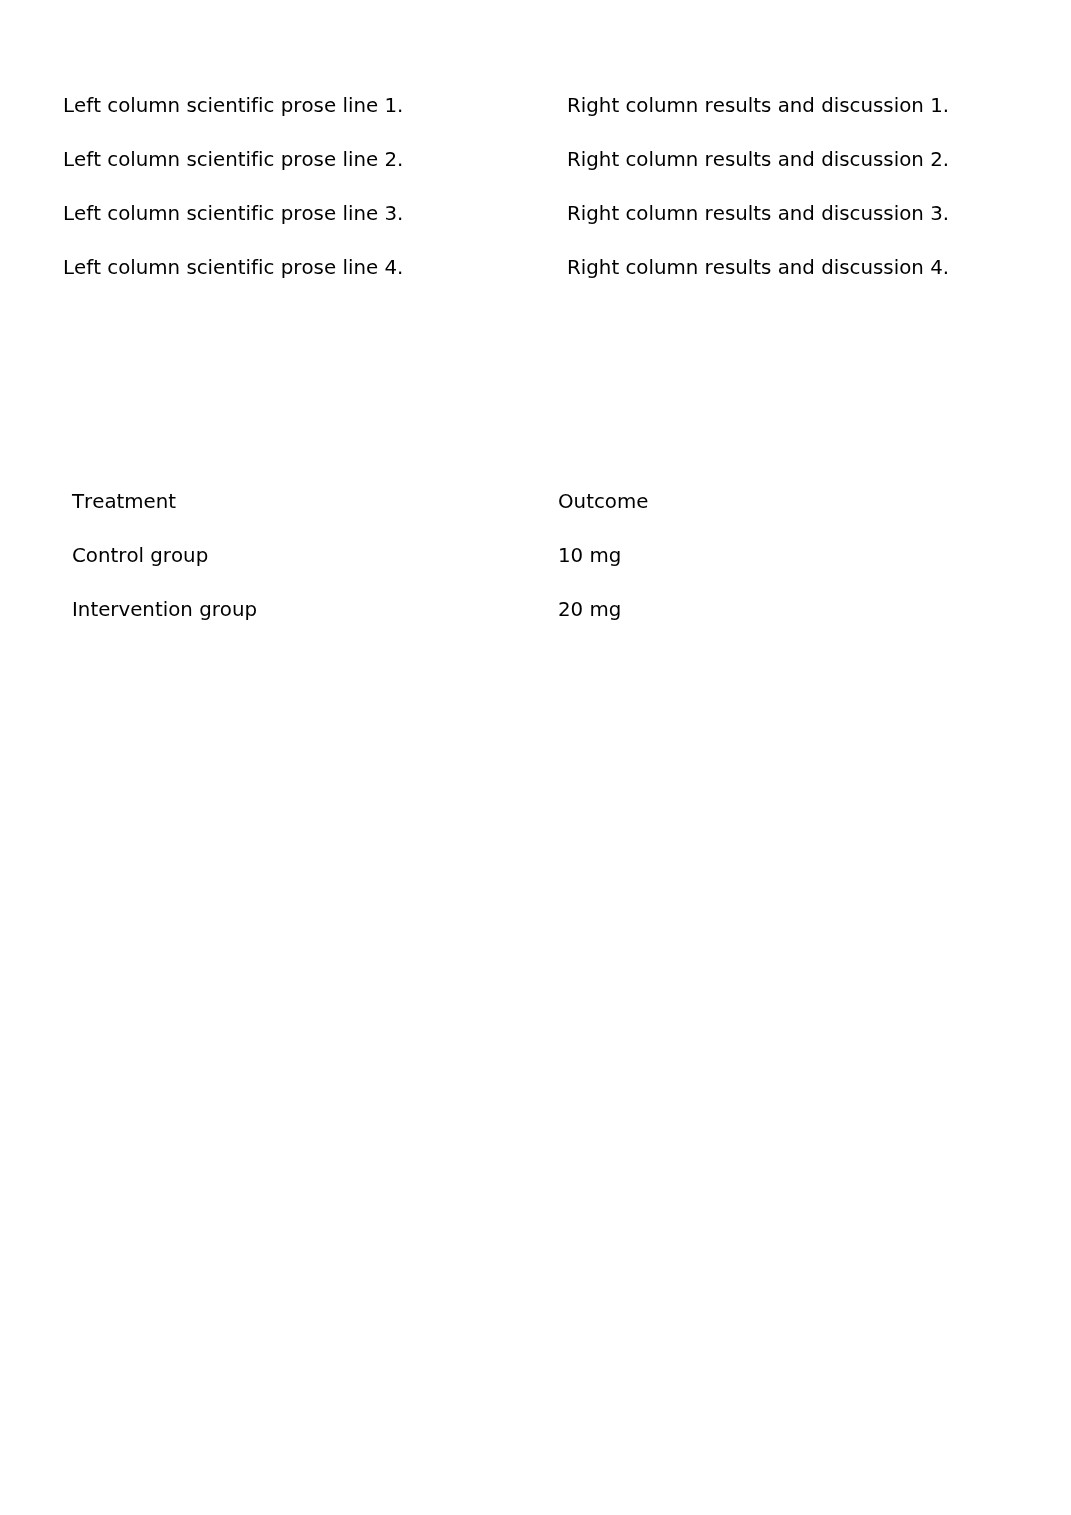 Left column scientific prose line 1.
Left column scientific prose line 2.
Left column scientific prose line 3.
Left column scientific prose line 4.
Right column results and discussion 1.
Right column results and discussion 2.
Right column results and discussion 3.
Right column results and discussion 4.
Treatment Outcome
Control group 10 mg
Intervention group 20 mg